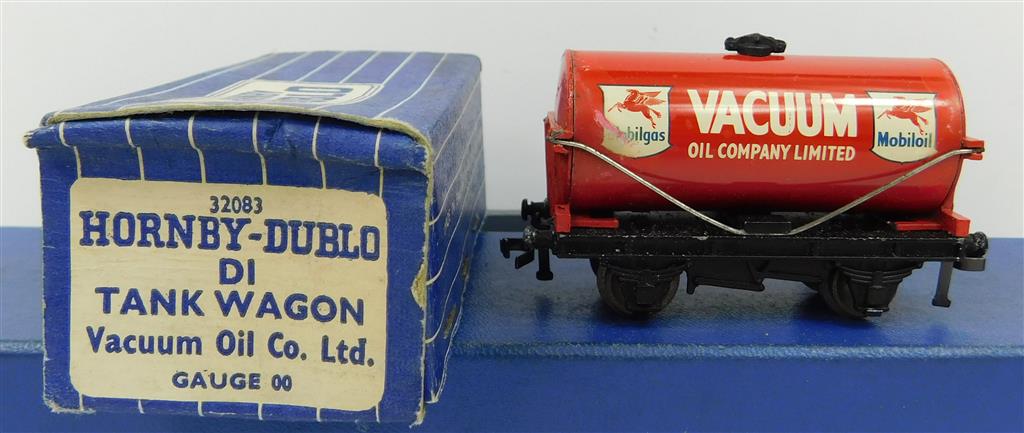 32083
HORNBY-DUBLO
D1
TANK WAGON
Vacuum Oil Co. Ltd.
GAUGE 00
Mobilgas
VACUUM
OIL COMPANY LIMITED
Mobiloil